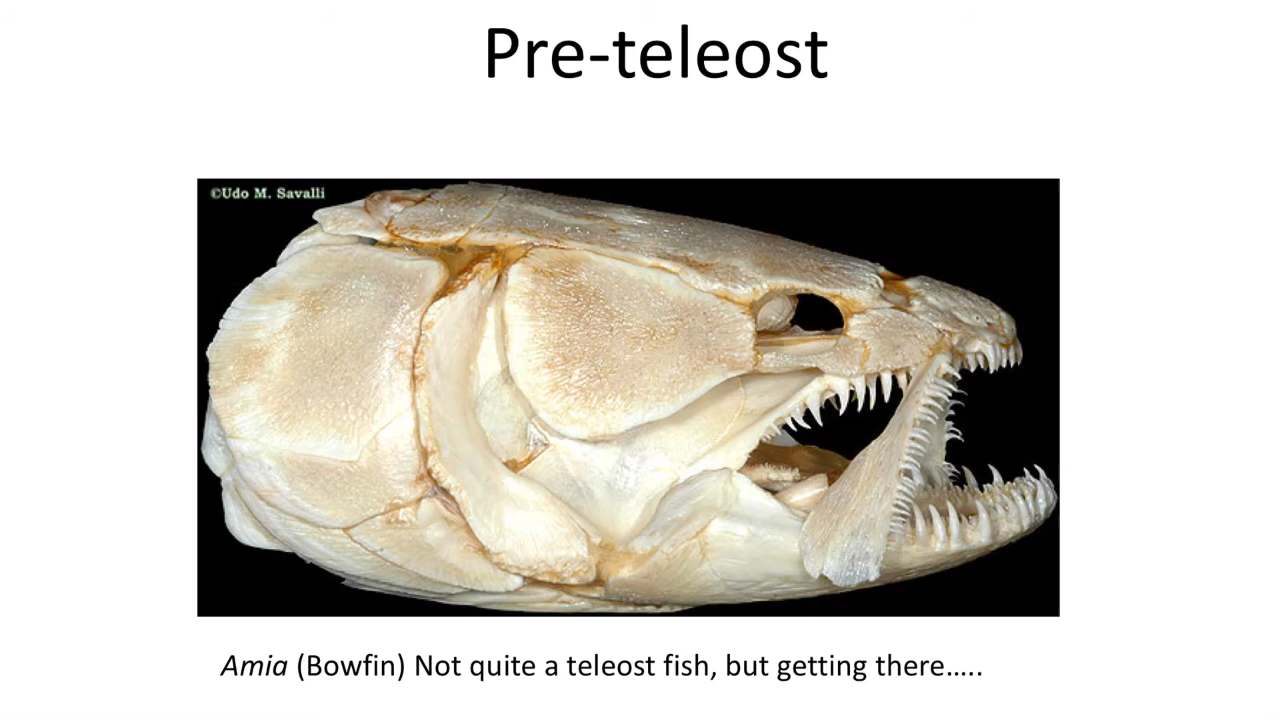 Pre-teleost
©Udo M. Savalli
Amia (Bowfin) Not quite a teleost fish, but getting there.....